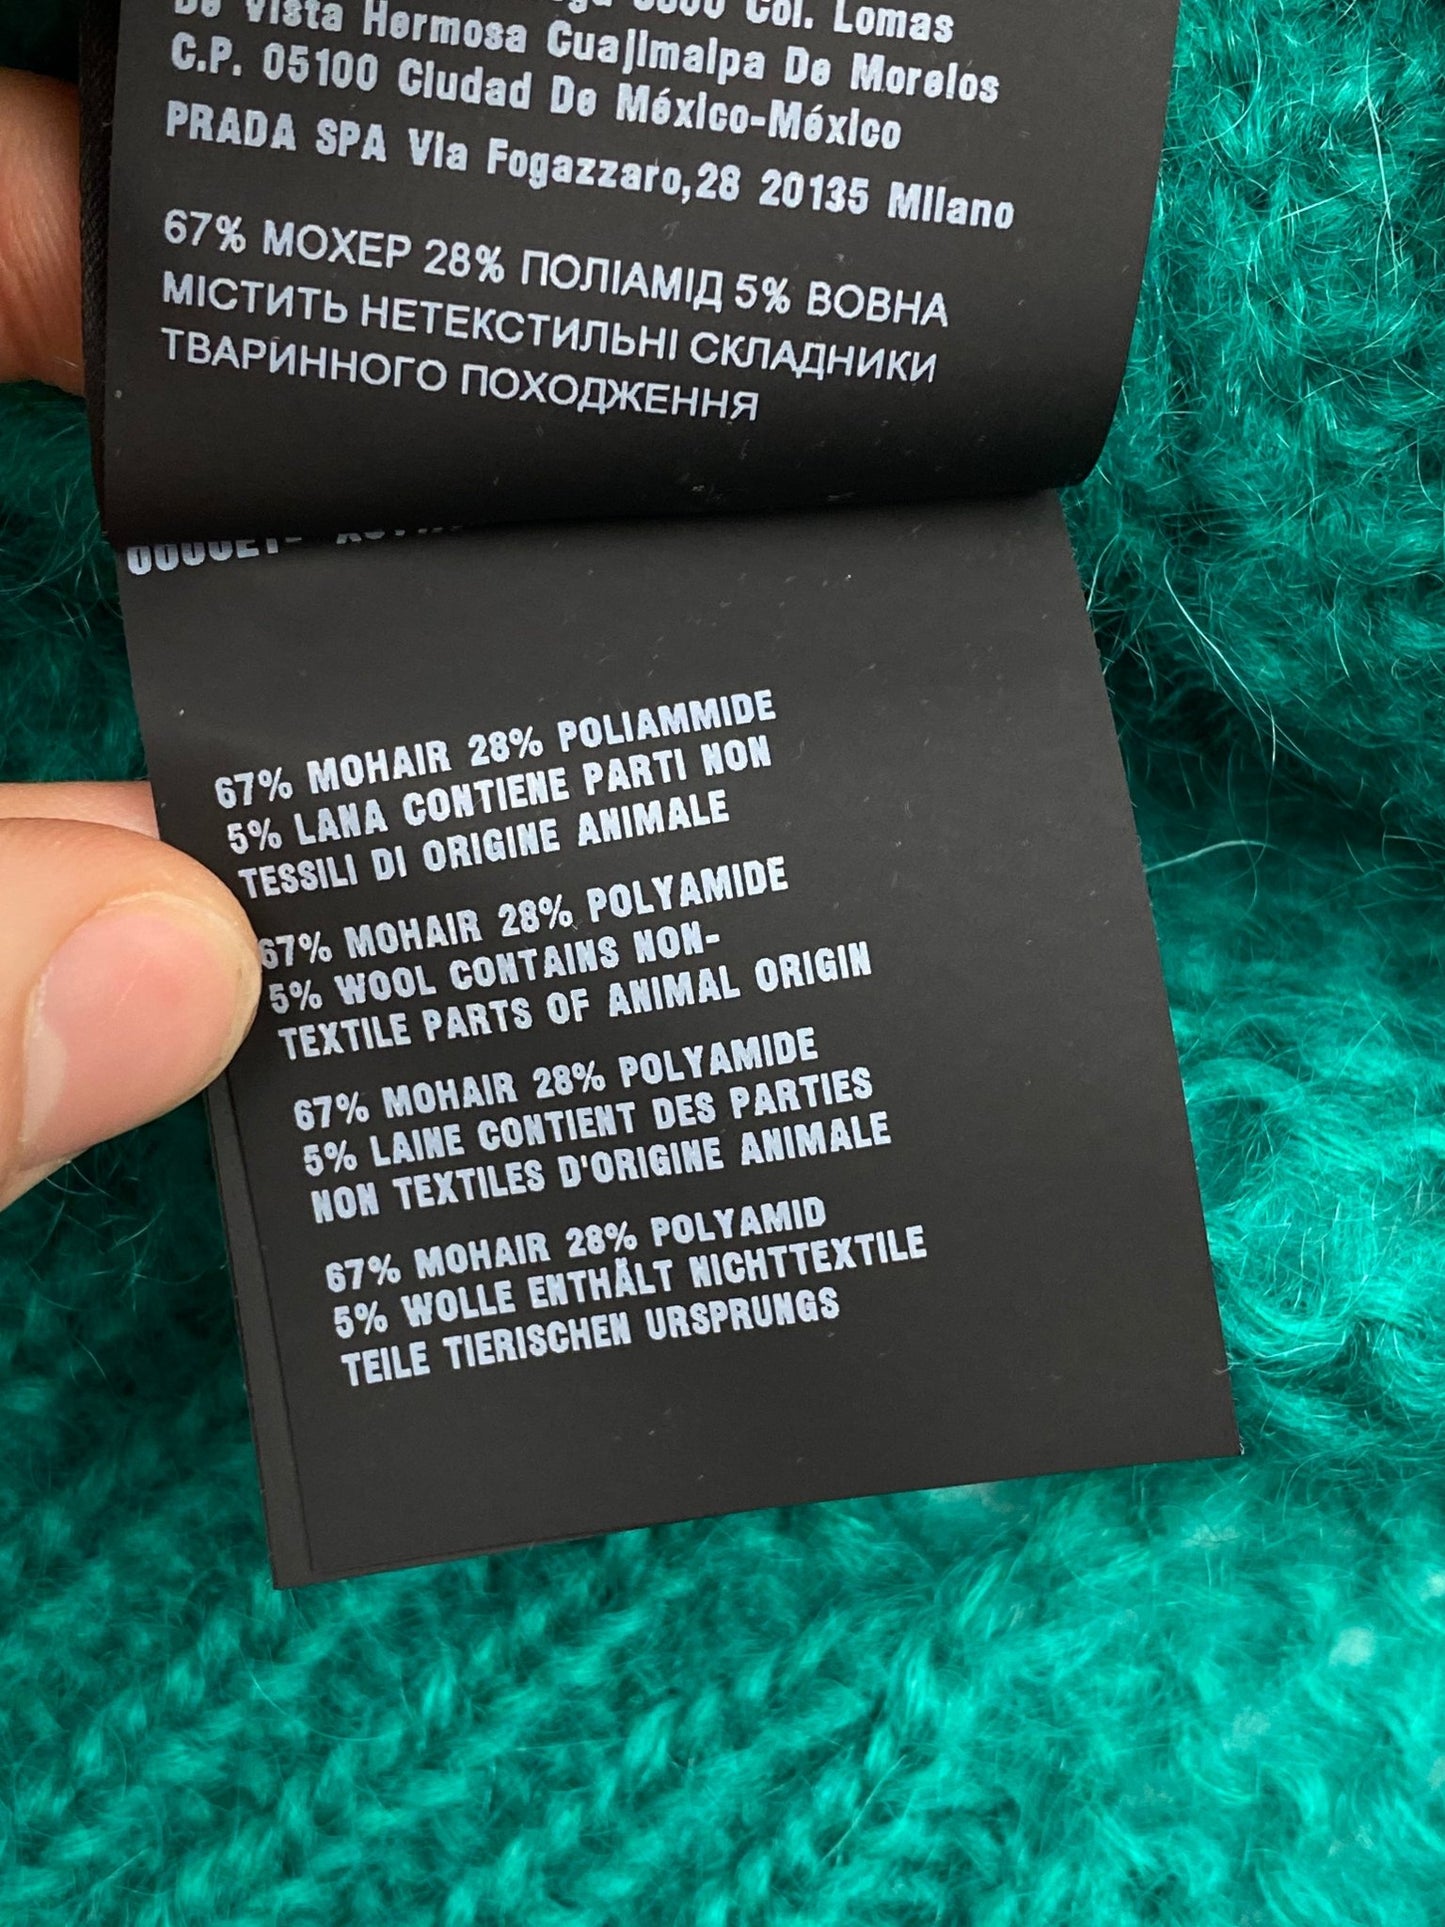 Col. Lomas
De Vista Hermosa Cuajimalpa De Morelos
C.P. 05100 Ciudad De México-México
PRADA SPA Via Fogazzaro,28 20135 Milano
67% МОХЕР 28% ПОЛІАМІД 5% ВОВНА
МІСТИТЬ НЕТЕКСТИЛЬНІ СКЛАДНИКИ
ТВАРИННОГО ПОХОДЖЕННЯ
67% MOHAIR 28% POLIAMMIDE
5% LANA CONTIENE PARTI NON
TESSILI DI ORIGINE ANIMALE
67% MOHAIR 28% POLYAMIDE
5% WOOL CONTAINS NON-
TEXTILE PARTS OF ANIMAL ORIGIN
67% MOHAIR 28% POLYAMIDE
5% LAINE CONTIENT DES PARTIES
NON TEXTILES D'ORIGINE ANIMALE
67% MOHAIR 28% POLYAMID
5% WOLLE ENTHÄLT NICHTTEXTILE
TEILE TIERISCHEN URSPRUNGS